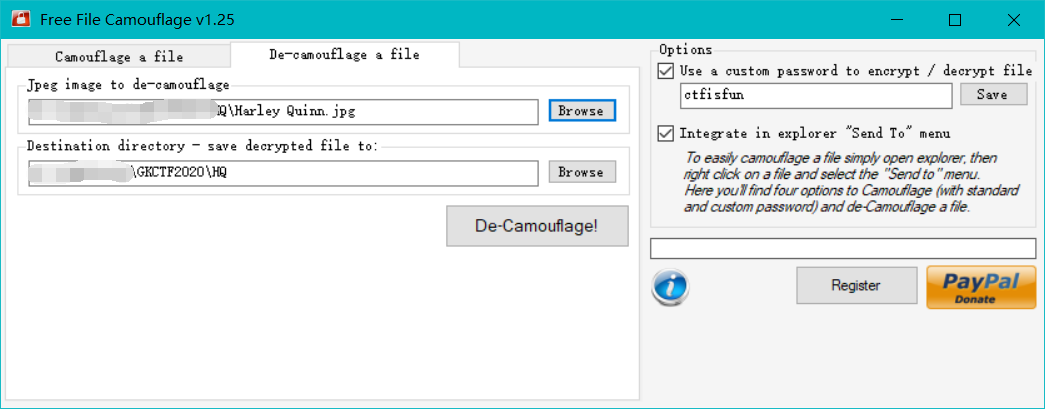 Free File Camouflage v1.25
Camouflage a file
De-camouflage a file
Jpeg image to de-camouflage
Q\Harley Quinn.jpg
Browse
Destination directory - save decrypted file to:
\GKCTF2020\HQ
Browse
De-Camouflage!
Options
Use a custom password to encrypt / decrypt file
ctfisfun
Save
Integrate in explorer "Send To" menu
To easily camouflage a file simply open explorer, then
right click on a file and select the "Send to" menu.
Here you'll find four options to Camouflage (with standard
and custom password) and de-Camouflage a file.
Register
PayPal
Donate